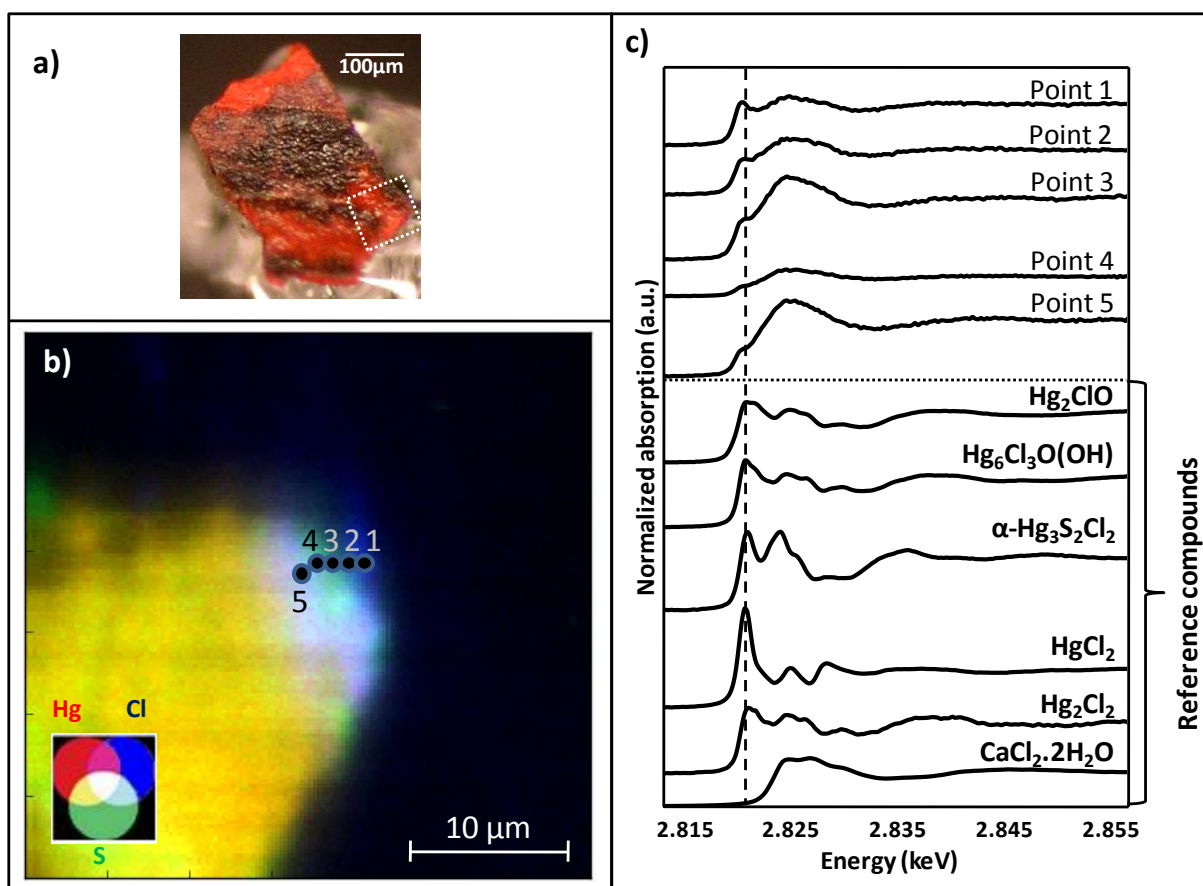 a)
100μm
b)
4 3 2 1
5
Hg Cl
S
10 μm
c)
Normalized absorption (a.u.)
Point 1
Point 2
Point 3
Point 4
Point 5
Hg₂ClO
Hg₆Cl₃O(OH)
α-Hg₃S₂Cl₂
HgCl₂
Hg₂Cl₂
CaCl₂.2H₂O
Reference compounds
2.815 2.825 2.835 2.845 2.855
Energy (keV)